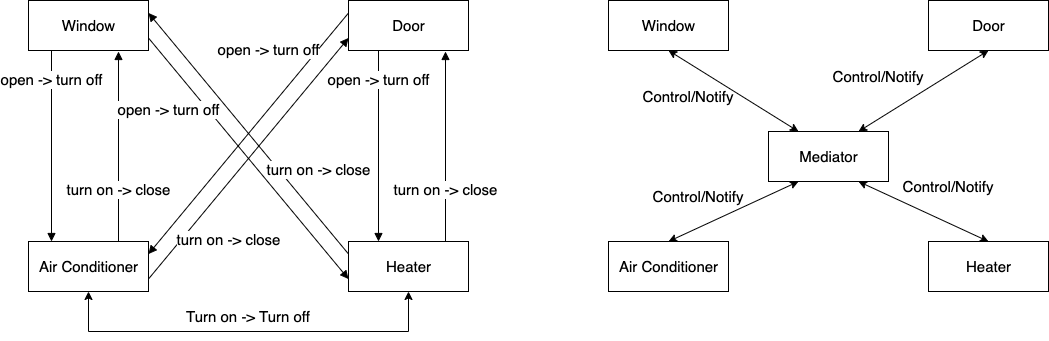 Window
Door
open -> turn off
open -> turn off
open -> turn off
open -> turn off
turn on -> close
turn on -> close
turn on -> close
turn on -> close
Air Conditioner
Heater
Turn on -> Turn off
Window
Door
Control/Notify
Control/Notify
Mediator
Control/Notify
Control/Notify
Air Conditioner
Heater